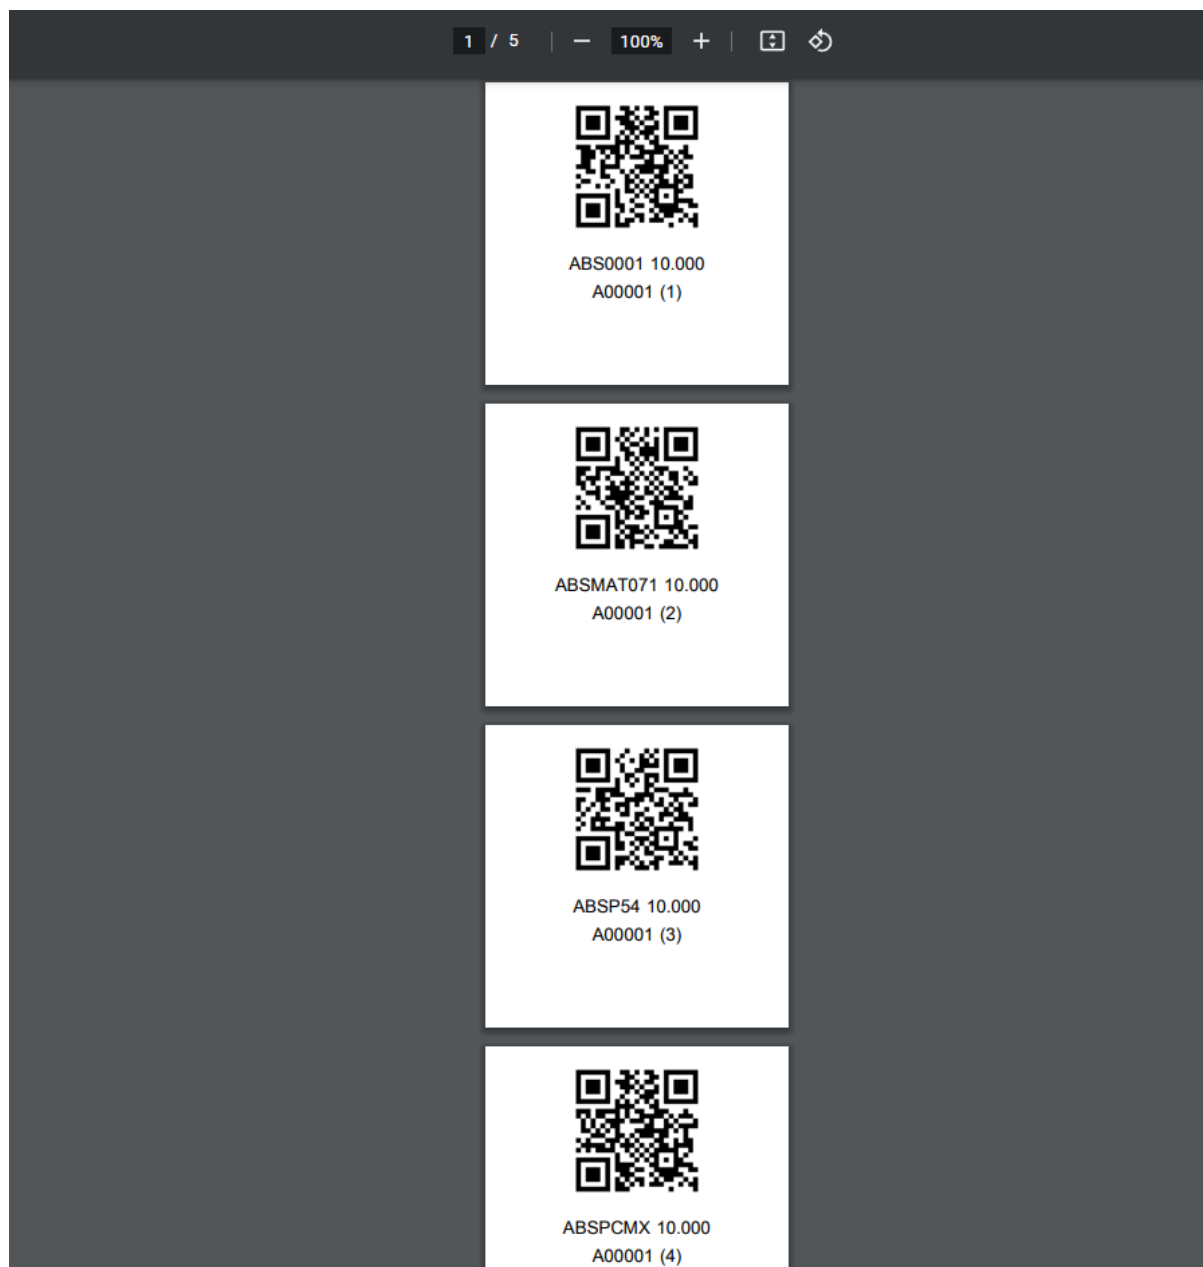 1 / 5 — 100% +
ABS0001 10.000
A00001 (1)
ABSMAT071 10.000
A00001 (2)
ABSP54 10.000
A00001 (3)
ABSPCMX 10.000
A00001 (4)